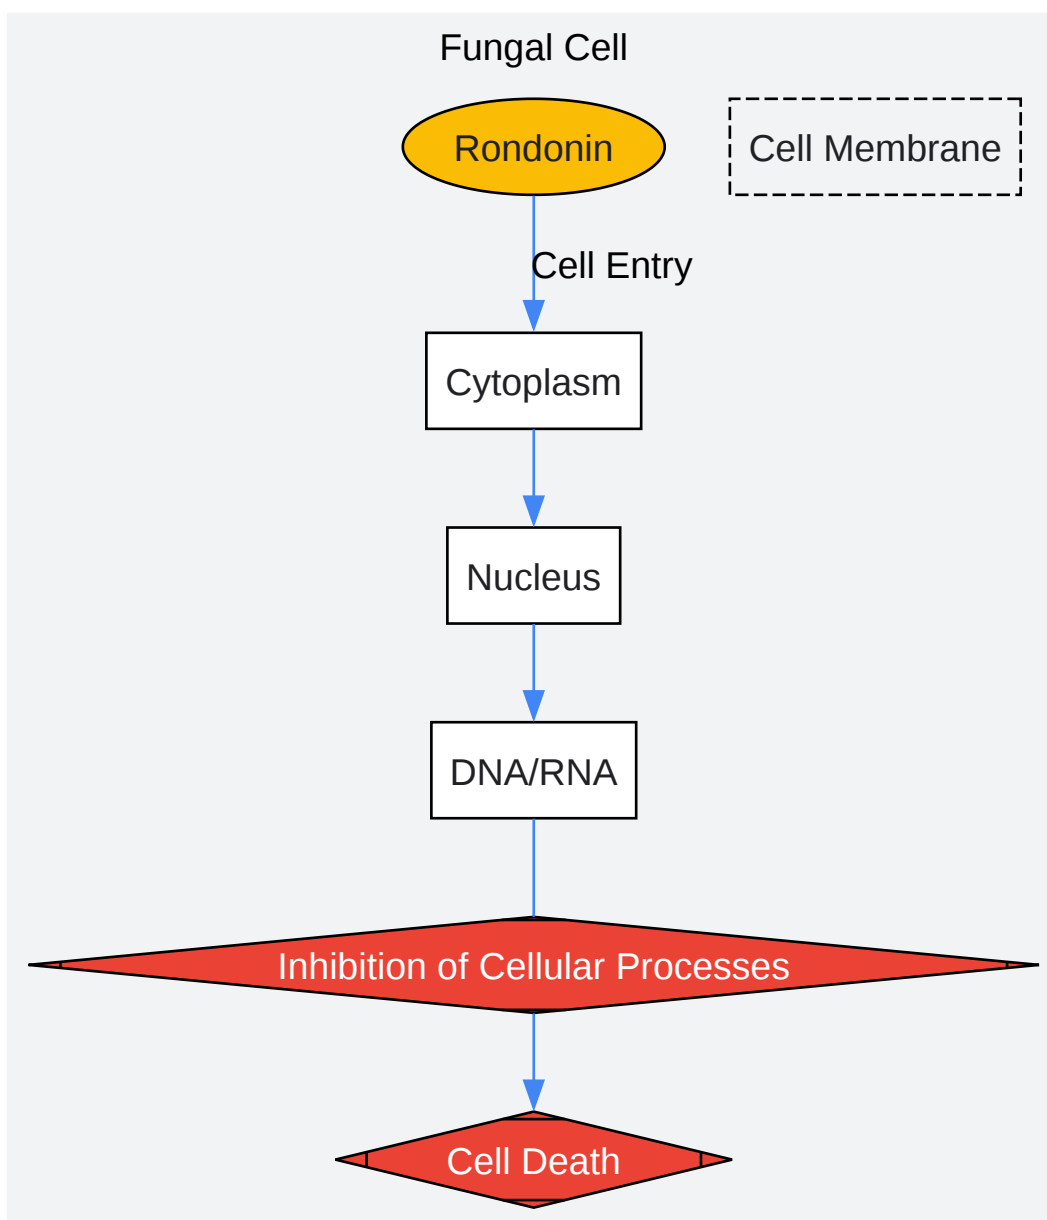 Fungal Cell
Rondonin
Cell Membrane
Cell Entry
Cytoplasm
Nucleus
DNA/RNA
Inhibition of Cellular Processes
Cell Death